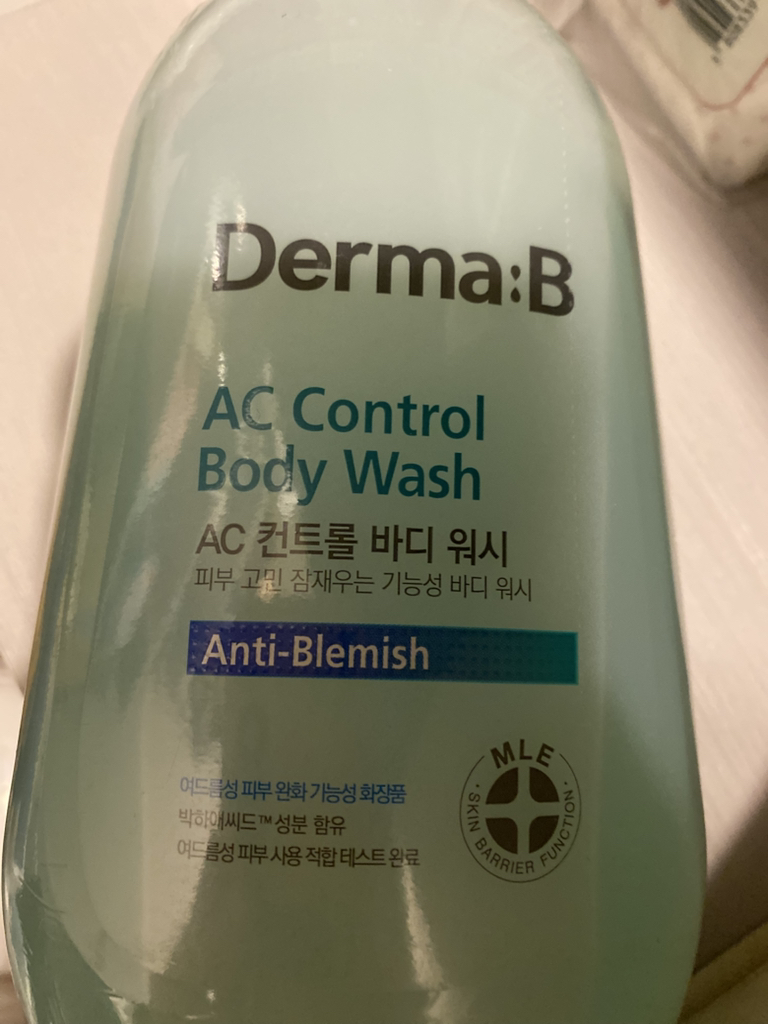 Derma:B
AC Control
Body Wash
AC 컨트롤 바디 워시
피부 고민 잠재우는 기능성 바디 워시
Anti-Blemish
여드름성 피부 완화 기능성 화장품
박하애씨드™ 성분 함유
여드름성 피부 사용 적합 테스트 완료
MLE
· SKIN BARRIER FUNCTION ·